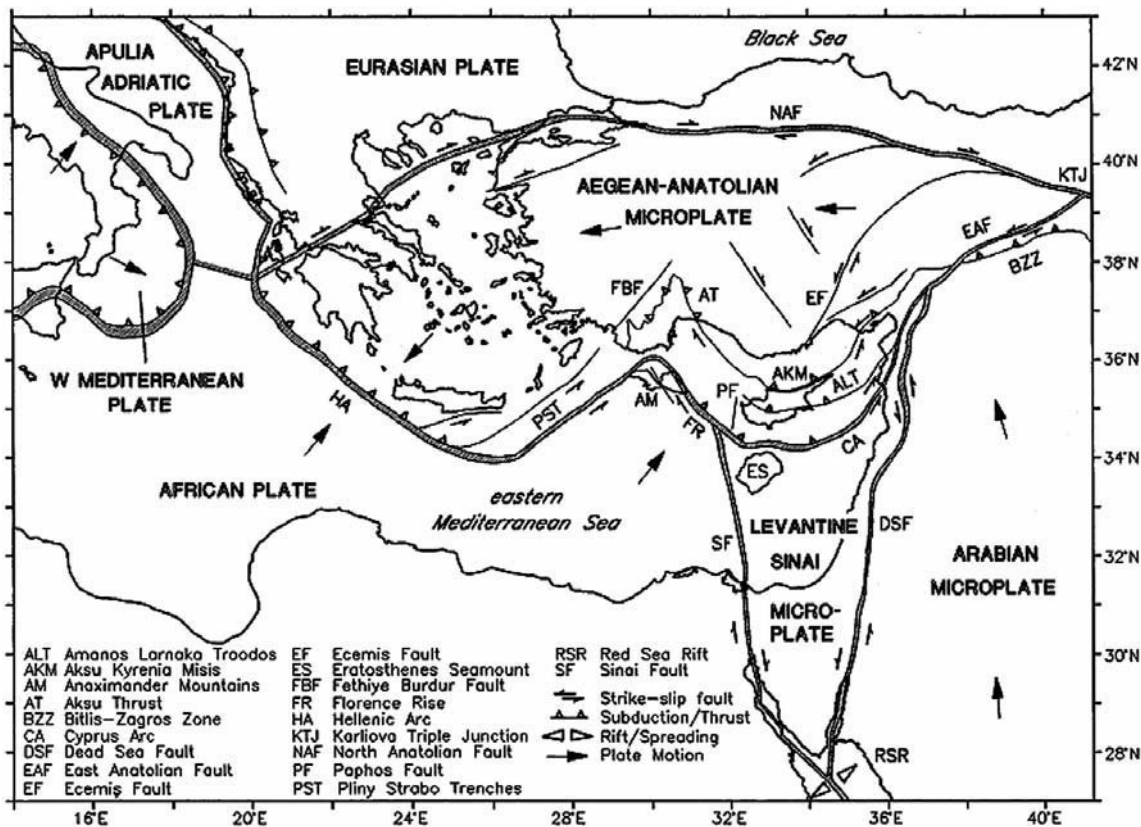 APULIA
ADRIATIC
PLATE
EURASIAN PLATE
Black Sea
42°N
NAF
40°N
KTJ
AEGEAN-ANATOLIAN
MICROPLATE
EAF
BZZ
38°N
FBF
AT
EF
36°N
W MEDITERRANEAN
PLATE
HA
PST
AM
FR
PF
AKM
ALT
CA
34°N
ES
AFRICAN PLATE
eastern
Mediterranean Sea
SF
LEVANTINE
SINAI
MICRO-
PLATE
DSF
ARABIAN
MICROPLATE
32°N
30°N
28°N
RSR
ALT Amanos Larnaka Troodos
AKM Aksu Kyrenia Misis
AM Anaximander Mountains
AT Aksu Thrust
BZZ Bitlis-Zagros Zone
CA Cyprus Arc
DSF Dead Sea Fault
EAF East Anatolian Fault
EF Ecemiş Fault
EF Ecemis Fault
ES Eratosthenes Seamount
FBF Fethiye Burdur Fault
FR Florence Rise
HA Hellenic Arc
KTJ Karliova Triple Junction
NAF North Anatolian Fault
PF Paphos Fault
PST Pliny Strabo Trenches
RSR Red Sea Rift
SF Sinai Fault
Strike-slip fault
Subduction/Thrust
Rift/Spreading
Plate Motion
16°E 20°E 24°E 28°E 32°E 36°E 40°E